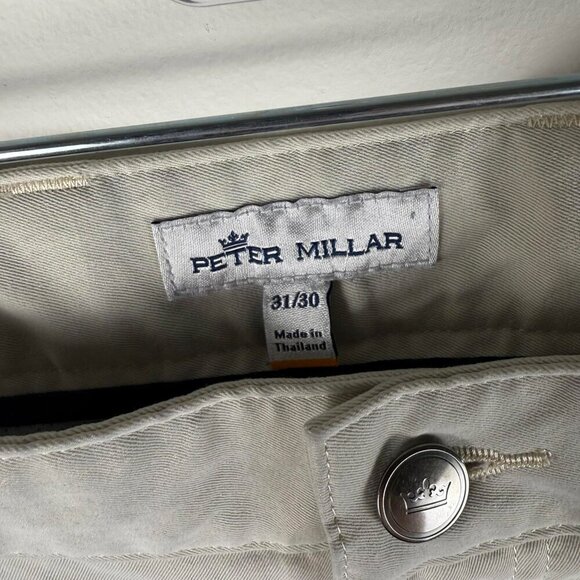 PETER MILLAR
31/30
Made in
Thailand